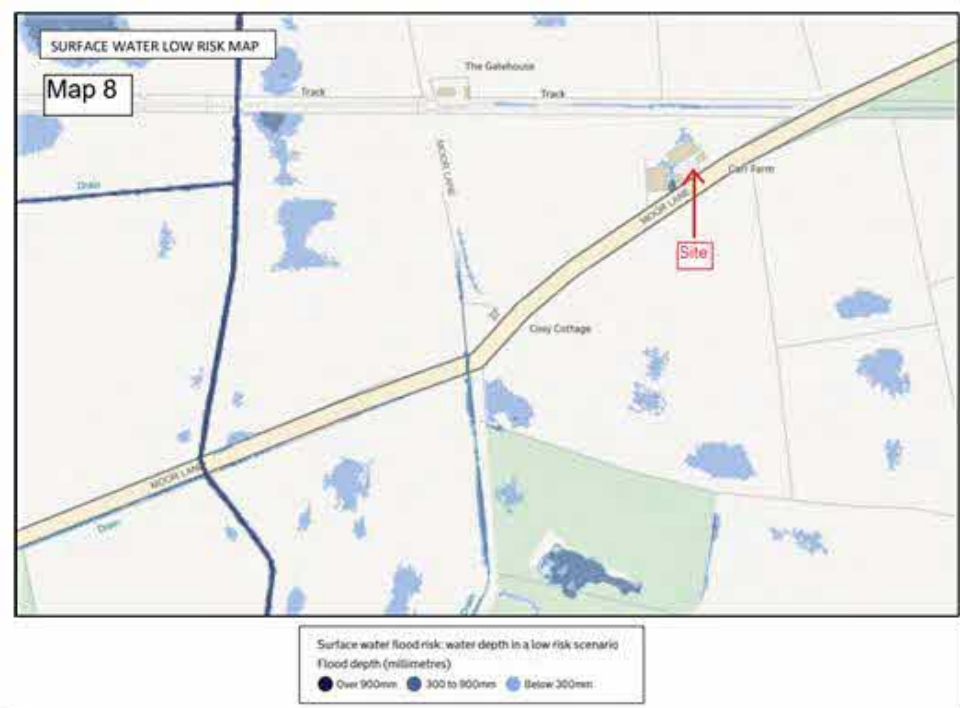 SURFACE WATER LOW RISK MAP
Map 8
The Gatehouse
Track
Track
MOOR LANE
Drain
Carl Farm
MOOR LANE
Site
Cosy Cottage
MOOR LANE
Drain
Surface water flood risk: water depth in a low risk scenario
Flood depth (millimetres)
Over 900mm 300 to 900mm Below 300mm